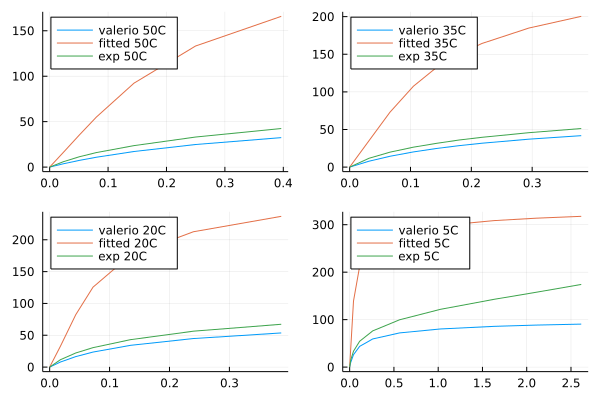 valerio 50C
fitted 50C
exp 50C
150
100
50
0
0.0 0.1 0.2 0.3 0.4
valerio 35C
fitted 35C
exp 35C
200
150
100
50
0
0.0 0.1 0.2 0.3
valerio 20C
fitted 20C
exp 20C
200
150
100
50
0
0.0 0.1 0.2 0.3
valerio 5C
fitted 5C
exp 5C
300
200
100
0
0.0 0.5 1.0 1.5 2.0 2.5